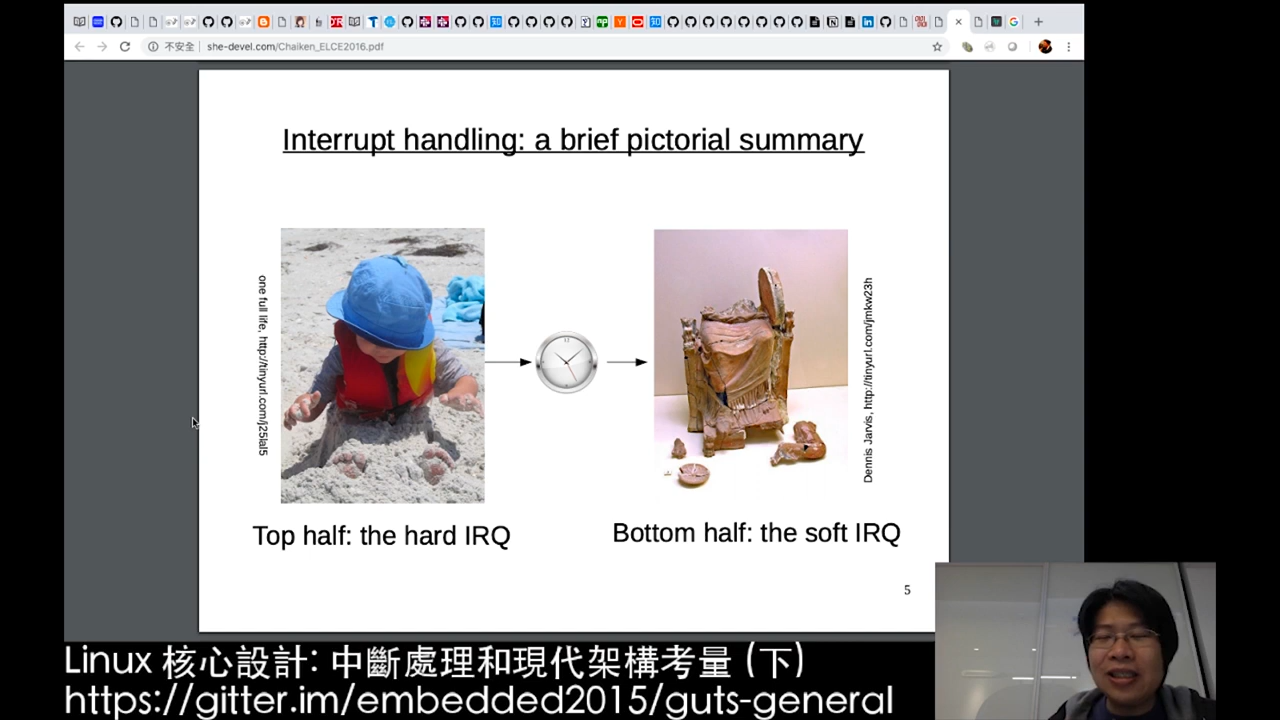 不安全
she-devel.com/Chaiken_ELCE2016.pdf
Interrupt handling: a brief pictorial summary
one full life, http://tinyurl.com/j25lal5
Dennis Jarvis, http://tinyurl.com/jmkw23h
Top half: the hard IRQ
Bottom half: the soft IRQ
5
Linux 核心設計: 中斷處理和現代架構考量 (下)
https://gitter.im/embedded2015/guts-general